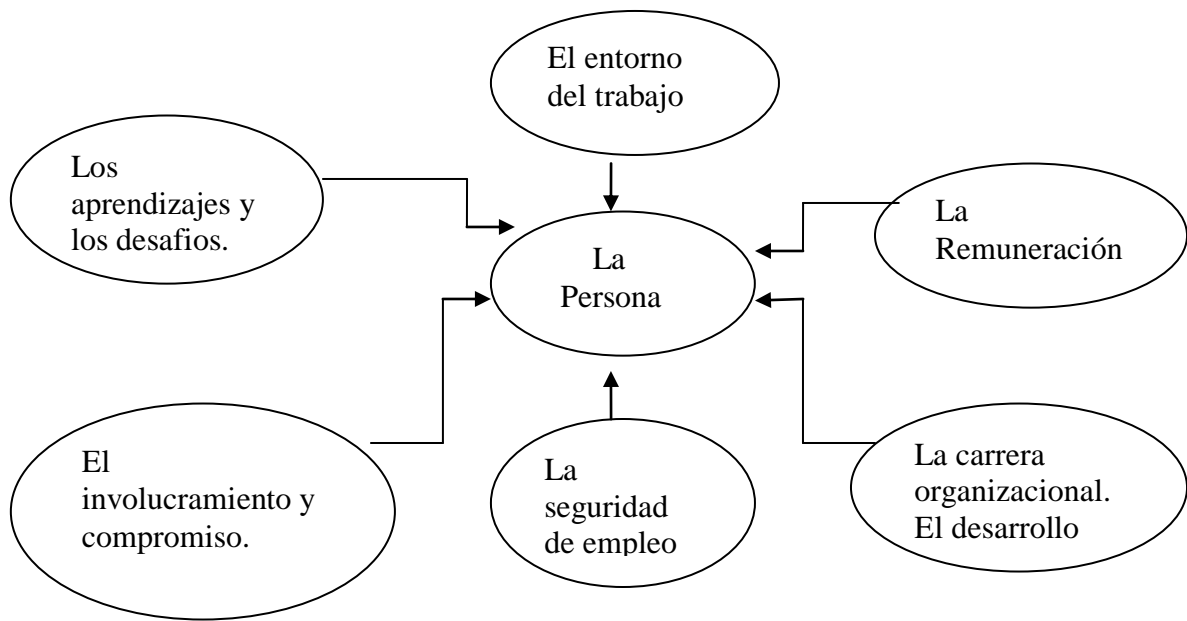 El entorno
del trabajo
Los
aprendizajes y
los desafios.
La
Remuneración
La
Persona
El
involucramiento y
compromiso.
La
seguridad
de empleo
La carrera
organizacional.
El desarrollo